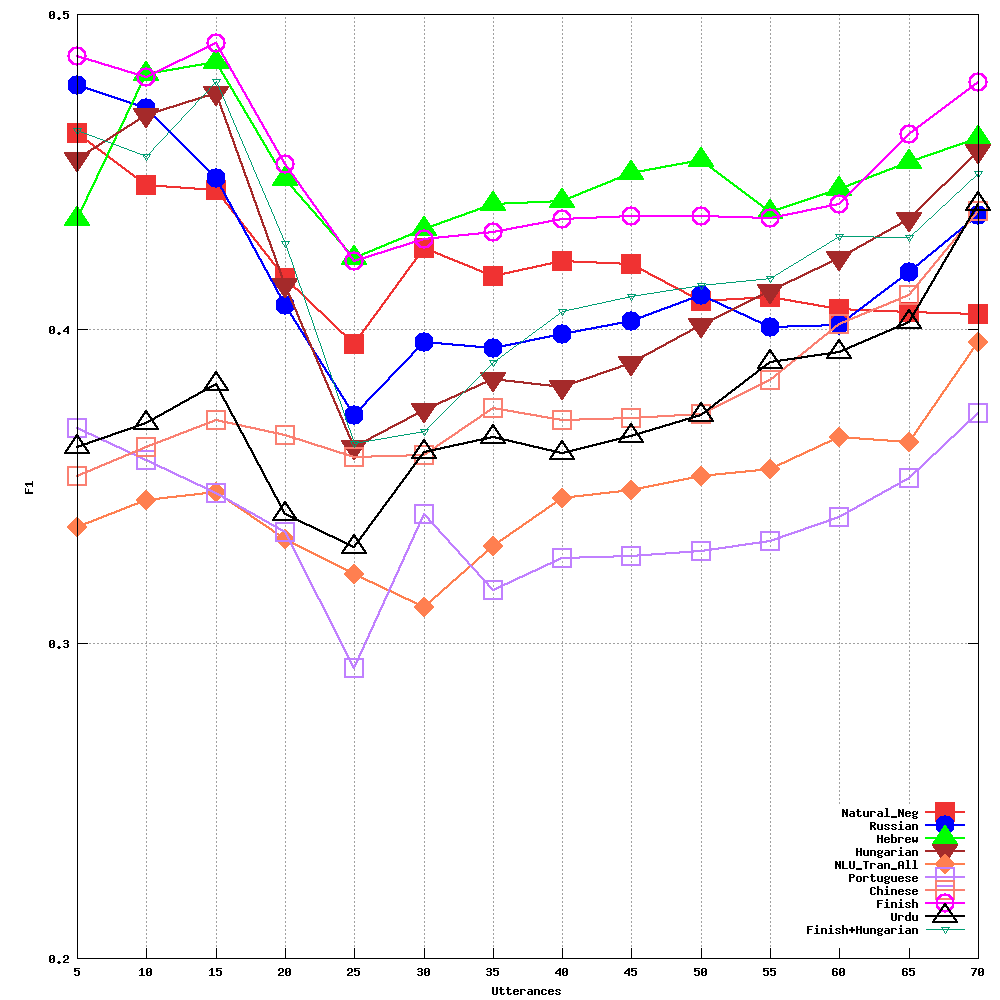 0.5
0.4
0.3
0.2
F1
5 10 15 20 25 30 35 40 45 50 55 60 65 70
Utterances
Natural_Neg
Russian
Hebrew
Hungarian
NLU_Tran_All
Portuguese
Chinese
Finish
Urdu
Finish+Hungarian